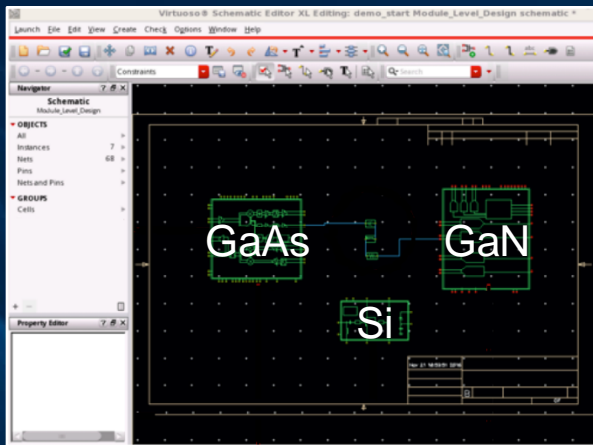 Virtuoso® Schematic Editor XL Editing: demo_start Module_Level_Design schematic *
Launch File Edit View Create Check Options Window Help
Constraints
Search
Navigator
Schematic
Module_Level_Design
OBJECTS
All
Instances 7
Nets 68
Pins
Nets and Pins
GROUPS
Cells
Property Editor
GaAs
GaN
Si